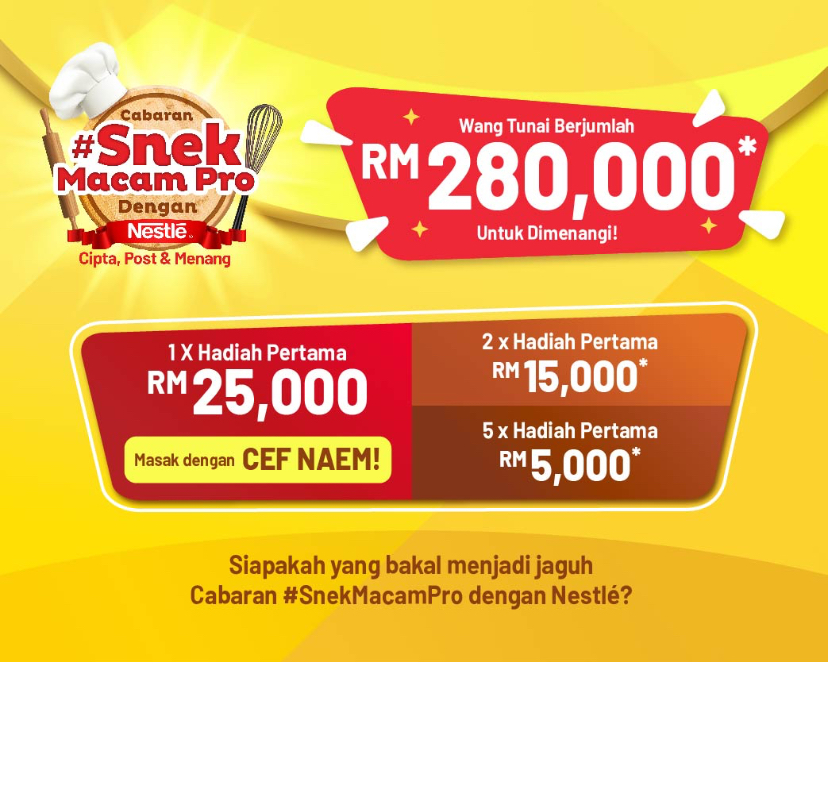 Cabaran
#Snek
Macam Pro
Dengan
Nestlé
Cipta, Post & Menang
Wang Tunai Berjumlah
RM 280,000*
Untuk Dimenangi!
1 X Hadiah Pertama
RM 25,000
Masak dengan CEF NAEM!
2 x Hadiah Pertama
RM 15,000*
5 x Hadiah Pertama
RM 5,000*
Siapakah yang bakal menjadi jaguh
Cabaran #SnekMacamPro dengan Nestlé?